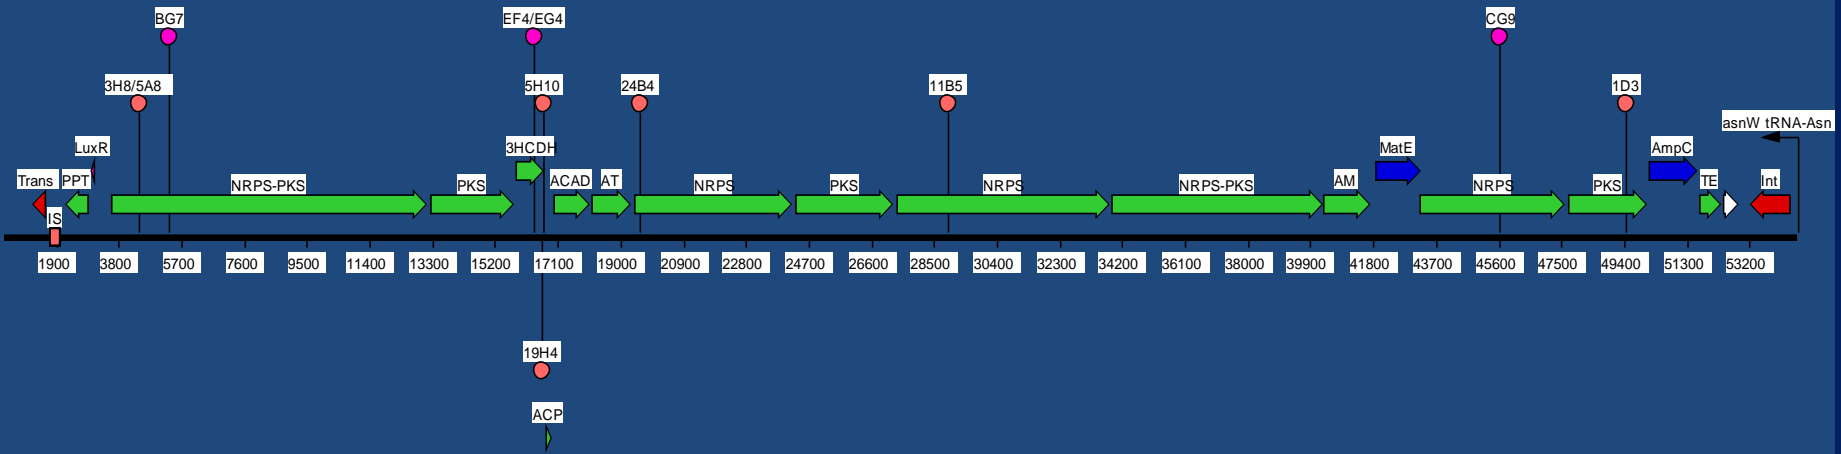 BG7 EF4/EG4 CG9
3H8/5A8 5H10 24B4 11B5 1D3
asnW tRNA-Asn
LuxR 3HCDH MatE AmpC
Trans PPT NRPS-PKS PKS ACAD AT NRPS PKS NRPS NRPS-PKS AM NRPS PKS TE Int
IS
1900 3800 5700 7600 9500 11400 13300 15200 17100 19000 20900 22800 24700 26600 28500 30400 32300 34200 36100 38000 39900 41800 43700 45600 47500 49400 51300 53200
19H4
ACP